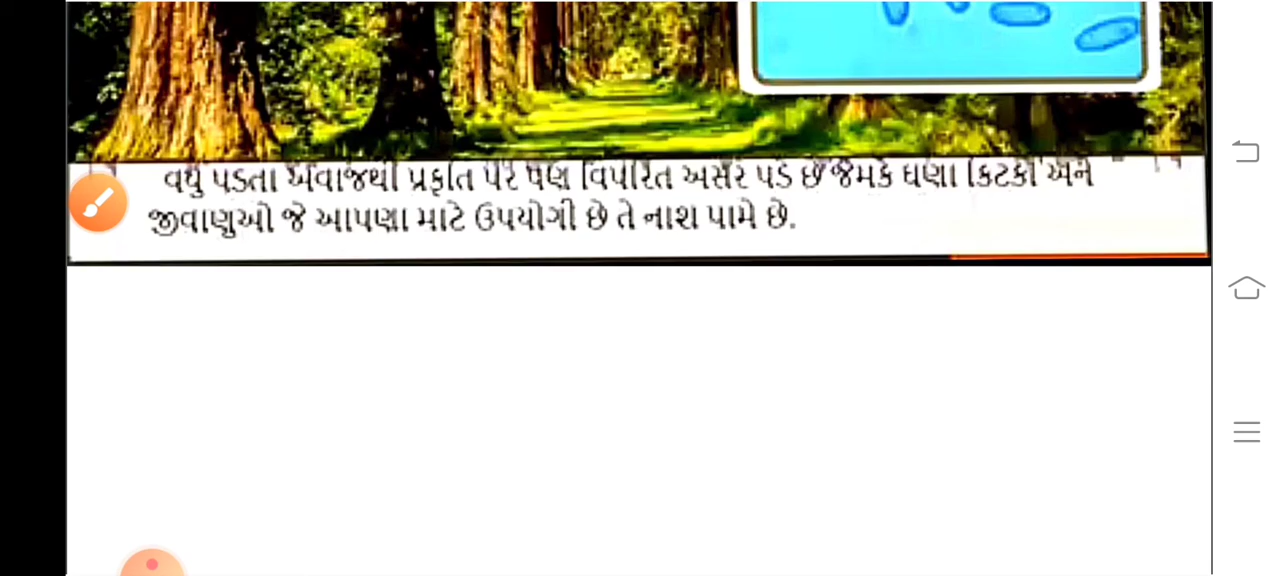 વધુ પડતા અવાજથી પ્રકૃતિ પર પણ વિપરિત અસર પડે છે જેમકે ઘણા કિટકો અને
જીવાણુઓ જે આપણા માટે ઉપયોગી છે તે નાશ પામે છે.